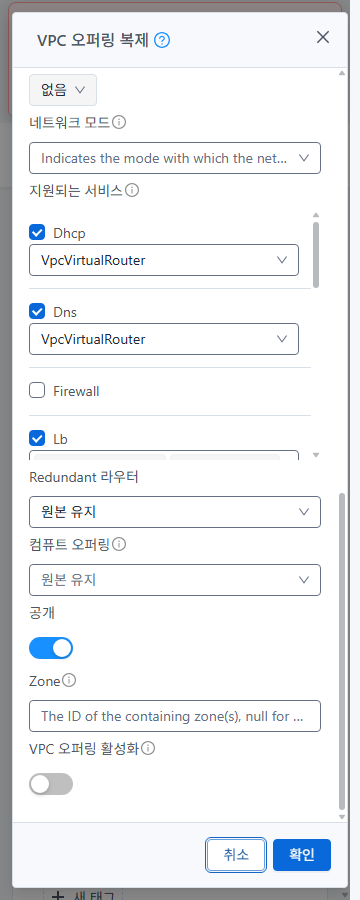 VPC 오퍼링 복제
없음
네트워크 모드
Indicates the mode with which the net...
지원되는 서비스
Dhcp
VpcVirtualRouter
Dns
VpcVirtualRouter
Firewall
Lb
Redundant 라우터
원본 유지
컴퓨트 오퍼링
원본 유지
공개
Zone
The ID of the containing zone(s), null for ...
VPC 오퍼링 활성화
취소 확인
새 태그